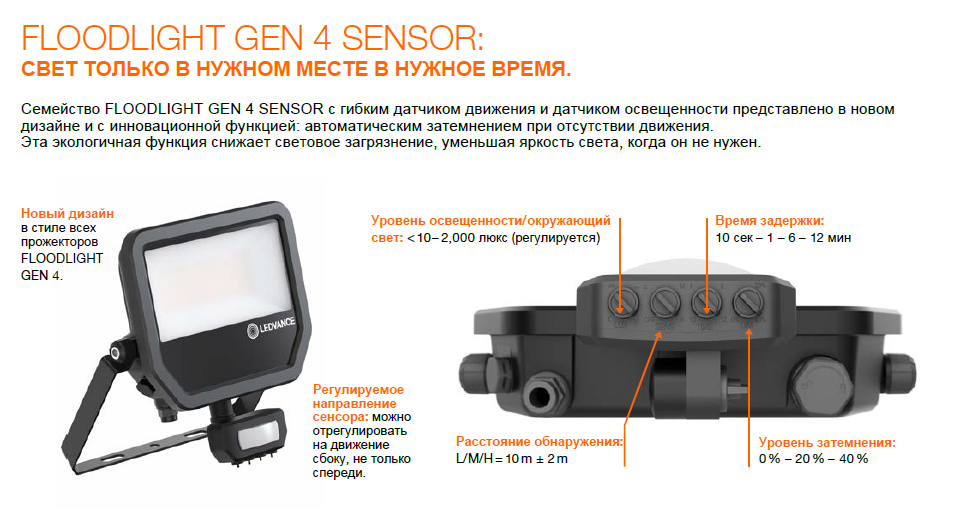 FLOODLIGHT GEN 4 SENSOR:
СВЕТ ТОЛЬКО В НУЖНОМ МЕСТЕ В НУЖНОЕ ВРЕМЯ.
Семейство FLOODLIGHT GEN 4 SENSOR с гибким датчиком движения и датчиком освещенности представлено в новом
дизайне и с инновационной функцией: автоматическим затемнением при отсутствии движения.
Эта экологичная функция снижает световое загрязнение, уменьшая яркость света, когда он не нужен.
Новый дизайн
в стиле всех
прожекторов
FLOODLIGHT
GEN 4.
LEDVANCE
Регулируемое
направление
сенсора: можно
отрегулировать
на движение
сбоку, не только
спереди.
Уровень освещенности/окружающий
свет: <10–2,000 люкс (регулируется)
Время задержки:
10 сек – 1 – 6 – 12 мин
Расстояние обнаружения:
L/M/H = 10 m ± 2 m
Уровень затемнения:
0 % – 20 % – 40 %